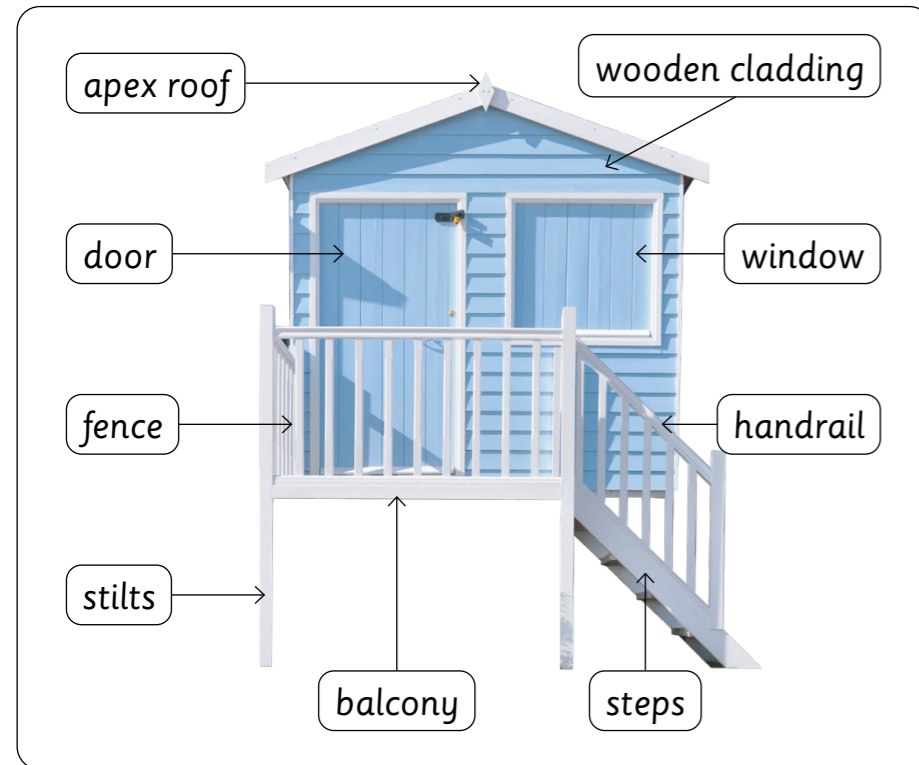 apex roof
wooden cladding
door
window
fence
handrail
stilts
balcony
steps